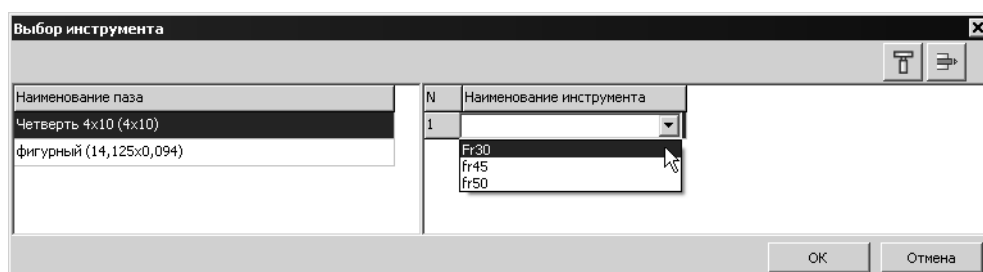 Выбор инструмента
Наименование паза
Четверть 4x10 (4x10)
фигурный (14,125x0,094)
N Наименование инструмента
1
Fr30
fr45
fr50
OK Отмена